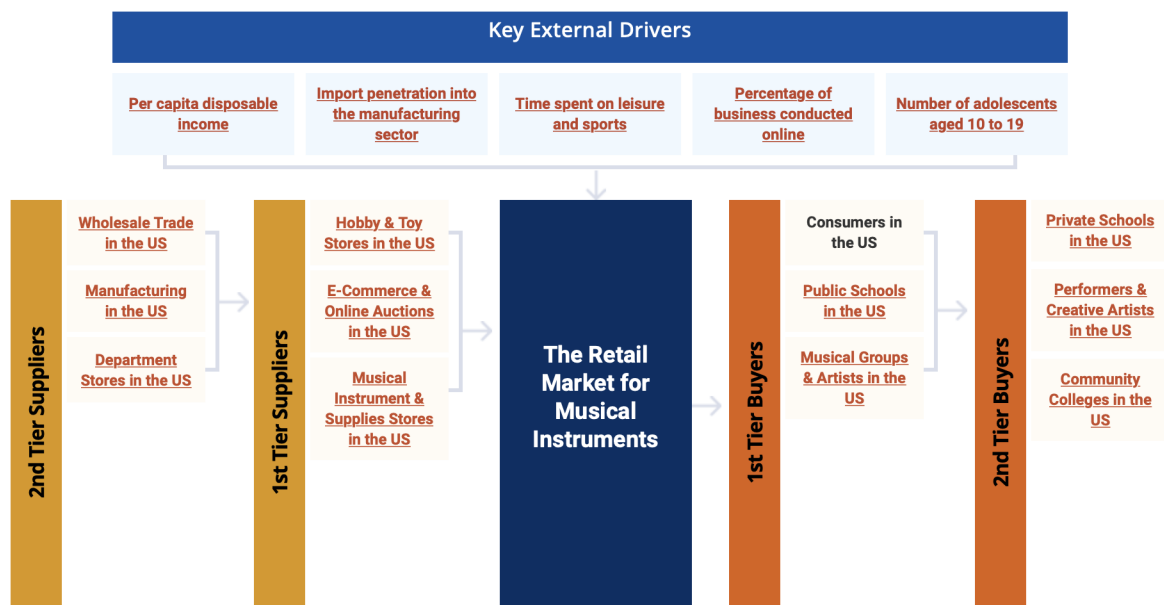 Key External Drivers
Per capita disposable
income
Import penetration into
the manufacturing
sector
Time spent on leisure
and sports
Percentage of
business conducted
online
Number of adolescents
aged 10 to 19
2nd Tier Suppliers
Wholesale Trade
in the US
Manufacturing
in the US
Department
Stores in the US
1st Tier Suppliers
Hobby & Toy
Stores in the US
E-Commerce &
Online Auctions
in the US
Musical
Instrument &
Supplies Stores
in the US
The Retail
Market for
Musical
Instruments
1st Tier Buyers
Consumers in
the US
Public Schools
in the US
Musical Groups
& Artists in the
US
2nd Tier Buyers
Private Schools
in the US
Performers &
Creative Artists
in the US
Community
Colleges in the
US